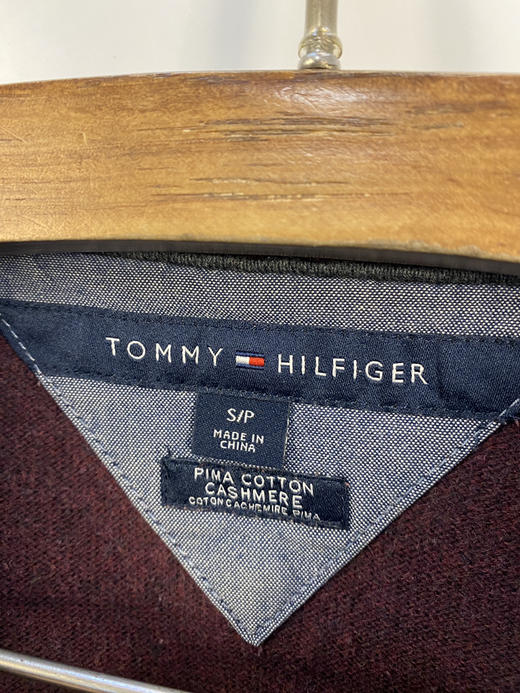 TOMMY HILFIGER
S/P
MADE IN
CHINA
PIMA COTTON
CASHMERE
COTON CACHEMIRE PIMA